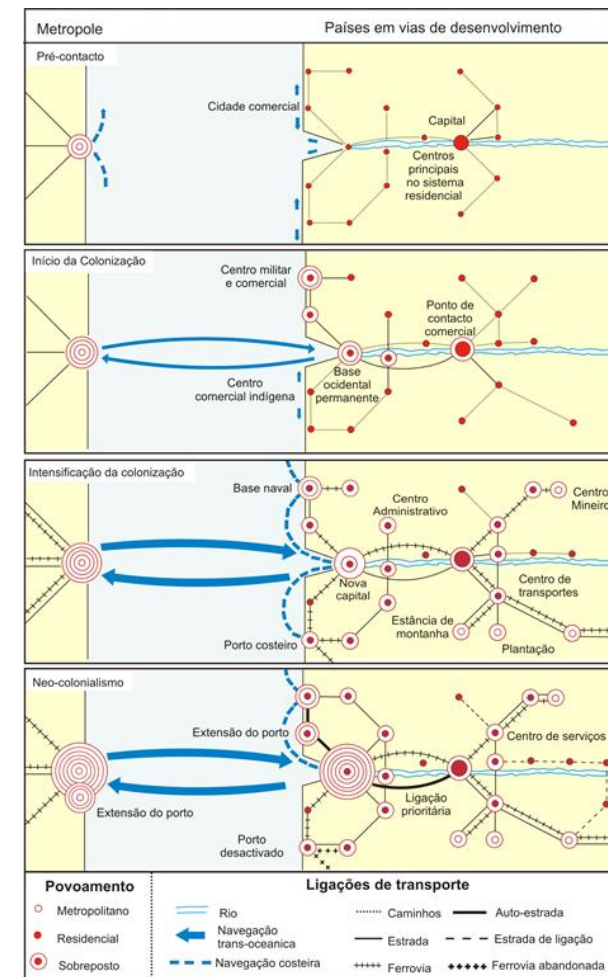 Metropole
Países em vias de desenvolvimento
Pré-contacto
Cidade comercial
Capital
Centros
principais
no sistema
residencial
Início da Colonização
Centro militar
e comercial
Ponto de
contacto
comercial
Centro
comercial indígena
Base
ocidental
permanente
Intensificação da colonização
Base naval
Centro
Administrativo
Centro
Mineiro
Nova
capital
Centro de
transportes
Estância de
montanha
Porto costeiro
Plantação
Neo-colonialismo
Extensão do porto
Centro de serviços
Extensão do porto
Ligação
prioritária
Porto
desactivado
Povoamento
Metropolitano
Residencial
Sobreposto
Ligações de transporte
Rio
Navegação
trans-oceanica
Navegação costeira
Caminhos
Estrada
Ferrovia
Auto-estrada
Estrada de ligação
Ferrovia abandonada